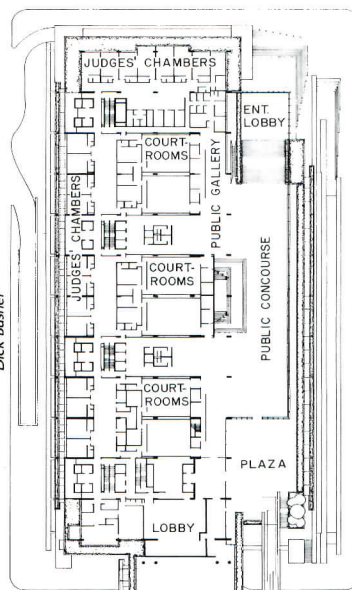 JUDGES' CHAMBERS
ENT.
LOBBY
COURT-
ROOMS
PUBLIC GALLERY
JUDGES' CHAMBERS
COURT-
ROOMS
PUBLIC CONCOURSE
COURT-
ROOMS
PLAZA
LOBBY
Dick Busher